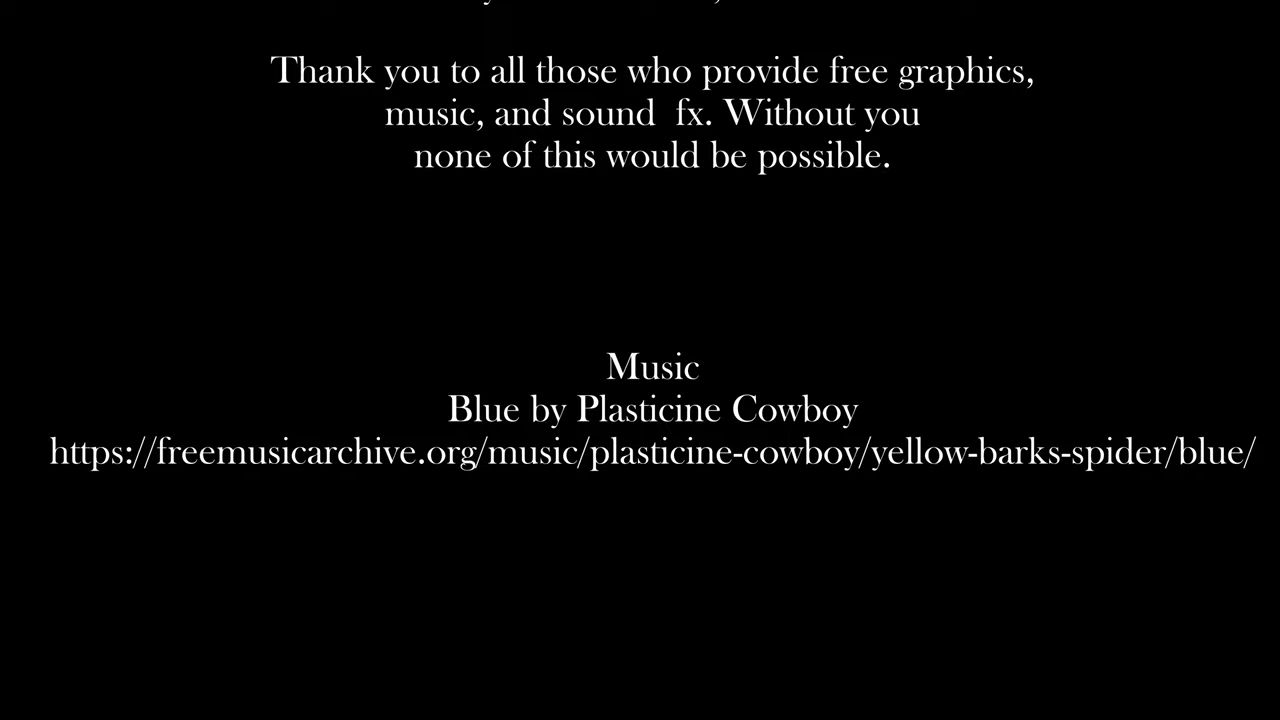 Thank you to all those who provide free graphics,
music, and sound  fx. Without you
none of this would be possible.
Music
Blue by Plasticine Cowboy
https://freemusicarchive.org/music/plasticine-cowboy/yellow-barks-spider/blue/